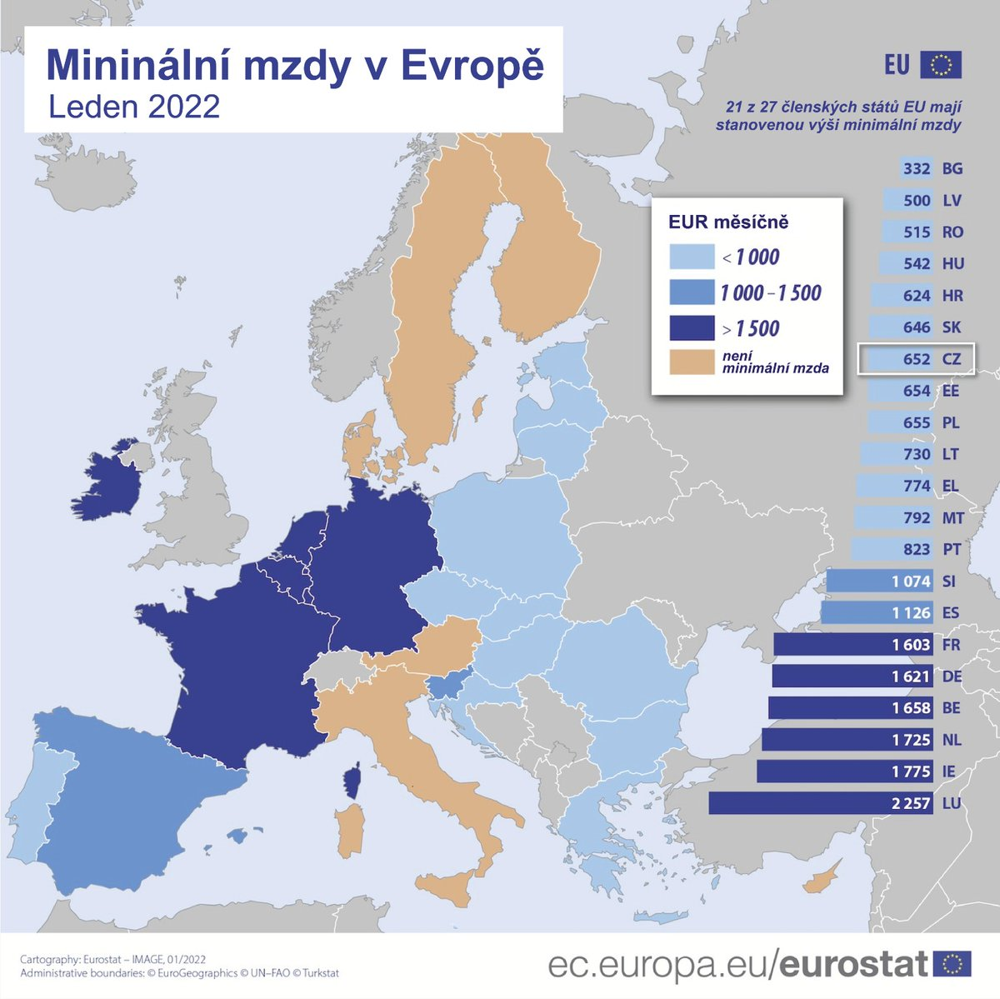 Mininální mzdy v Evropě
Leden 2022
EU
21 z 27 členských států EU mají
stanovenou výši minimální mzdy
EUR měsíčně
< 1 000
1 000 – 1 500
> 1 500
není
minimální mzda
332 BG
500 LV
515 RO
542 HU
624 HR
646 SK
652 CZ
654 EE
655 PL
730 LT
774 EL
792 MT
823 PT
1 074 SI
1 126 ES
1 603 FR
1 621 DE
1 658 BE
1 725 NL
1 775 IE
2 257 LU
Cartography: Eurostat – IMAGE, 01/2022
Administrative boundaries: © EuroGeographics © UN–FAO © Turkstat
ec.europa.eu/eurostat